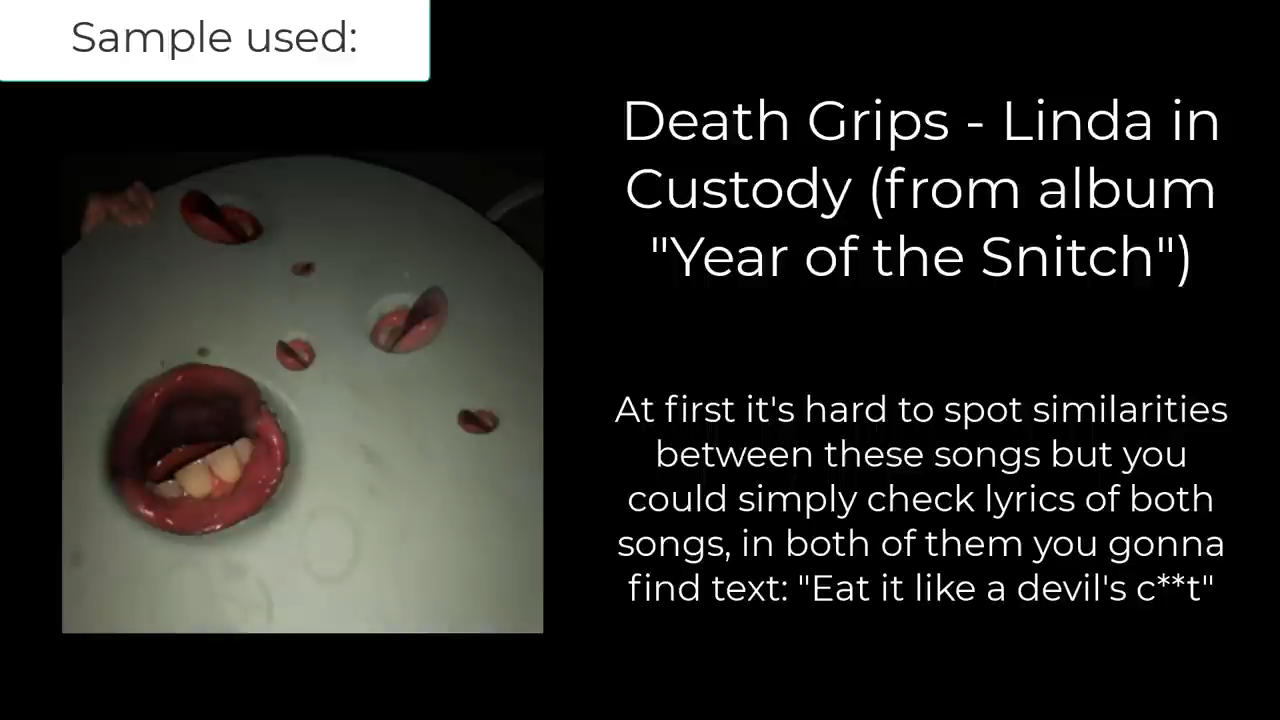 Sample used:
Death Grips - Linda in
Custody (from album
"Year of the Snitch")
At first it's hard to spot similarities
between these songs but you
could simply check lyrics of both
songs, in both of them you gonna
find text: "Eat it like a devil's c**t"